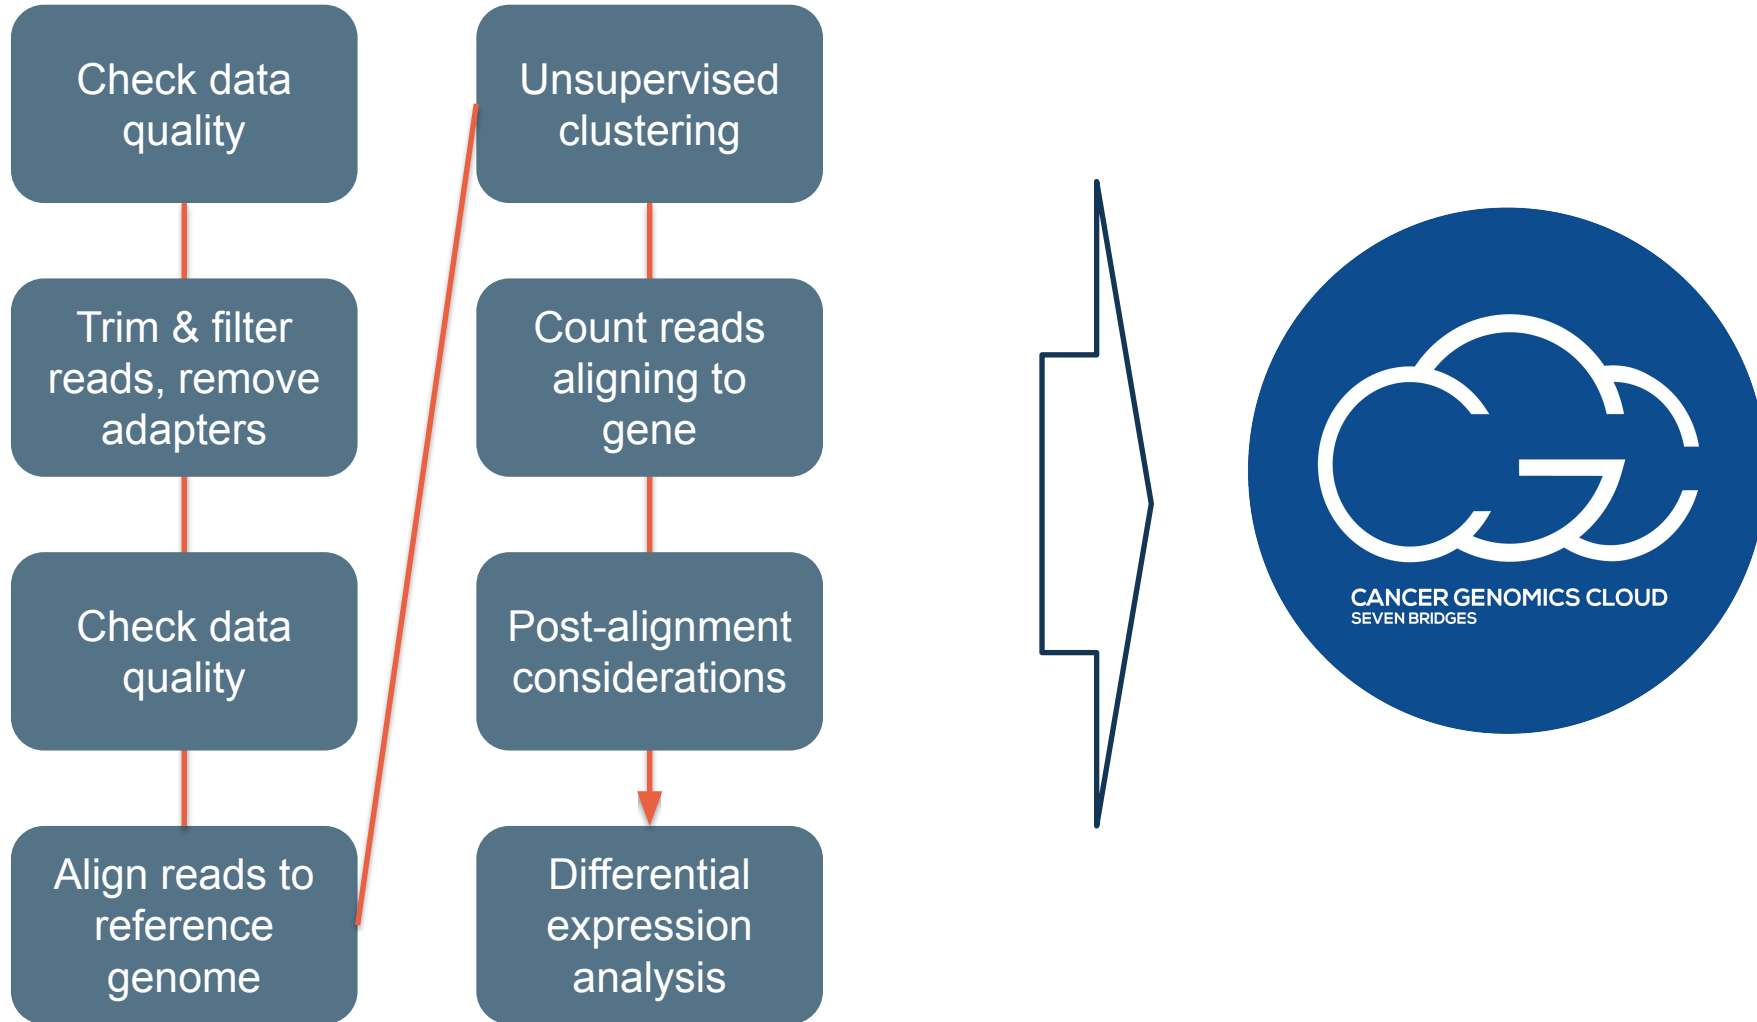 Check data
quality
Trim & filter
reads, remove
adapters
Check data
quality
Align reads to
reference
genome
Unsupervised
clustering
Count reads
aligning to
gene
Post-alignment
considerations
Differential
expression
analysis
CGC
CANCER GENOMICS CLOUD
SEVEN BRIDGES